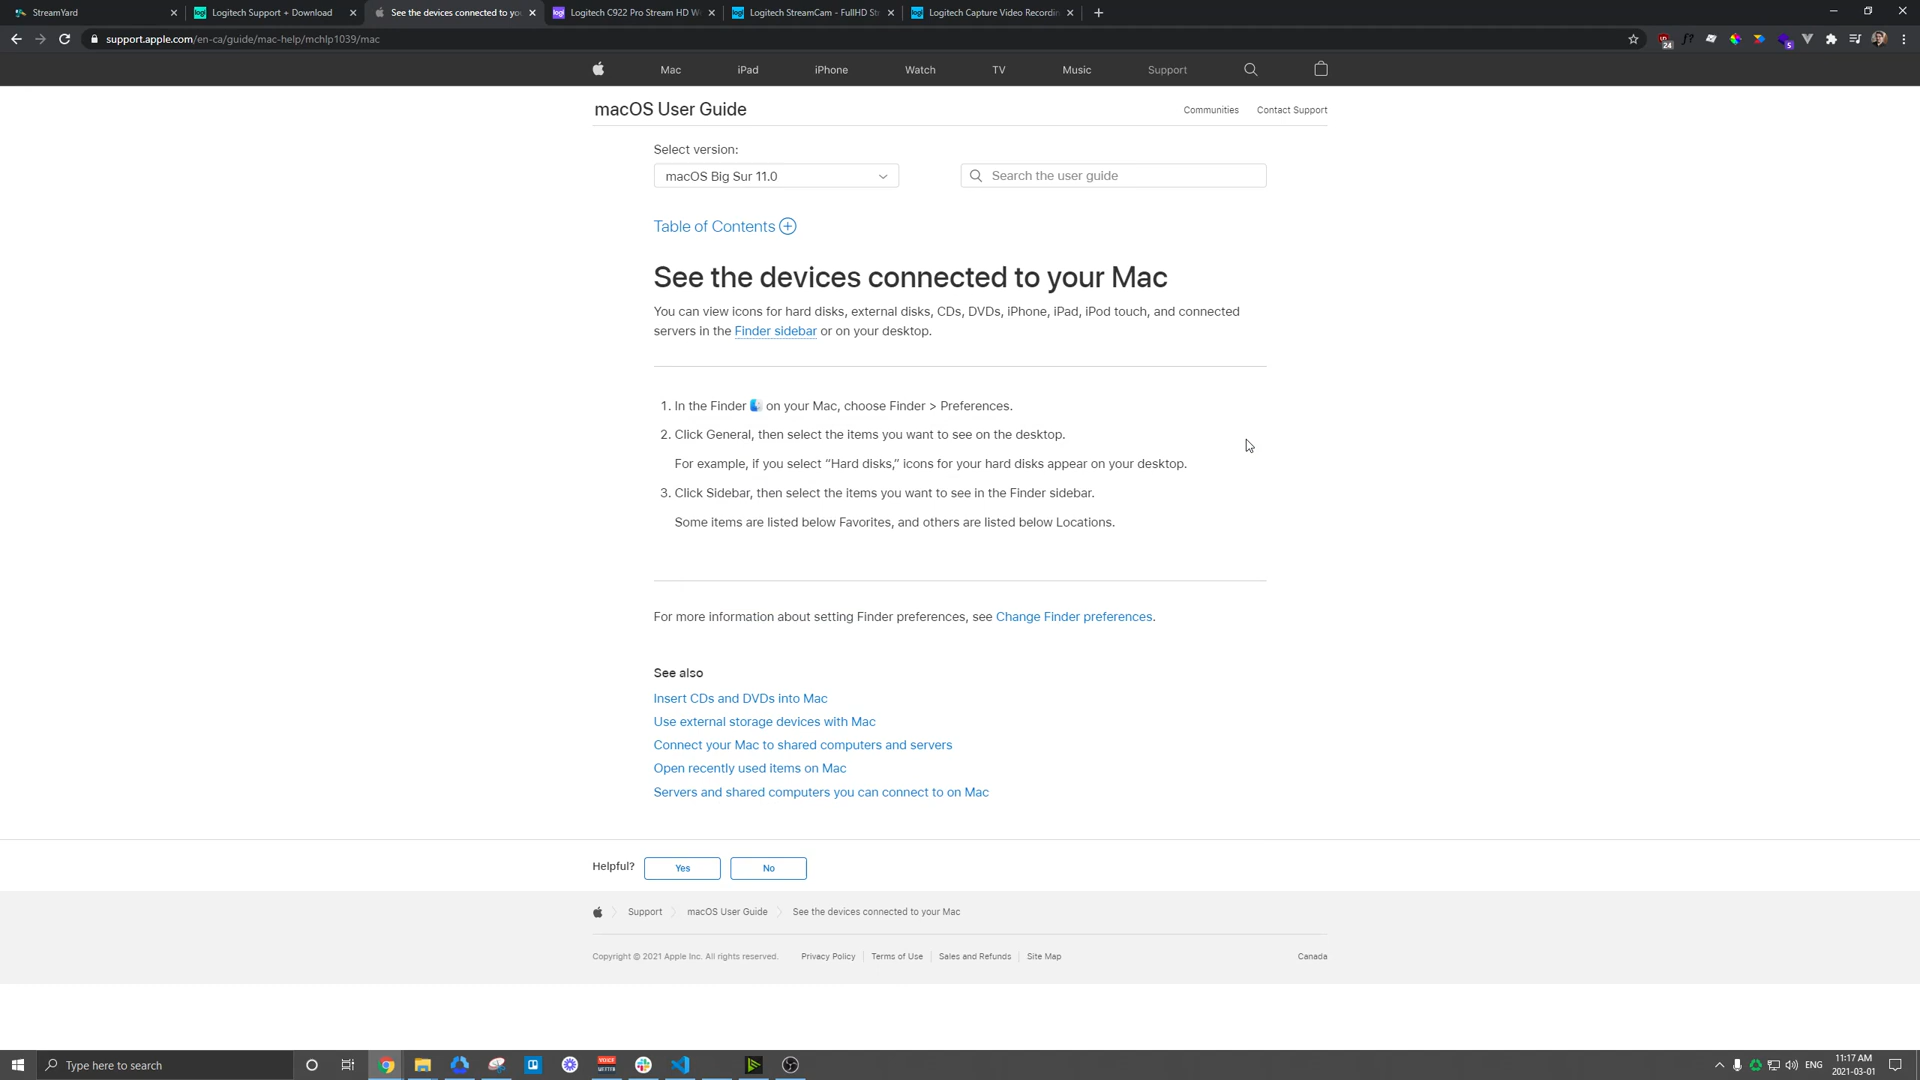 StreamYard
Logitech Support + Download
See the devices connected to yo
Logitech C922 Pro Stream HD W
Logitech StreamCam - FullHD St
Logitech Capture Video Recordin
support.apple.com/en-ca/guide/mac-help/mchlp1039/mac
24
5
Mac
iPad
iPhone
Watch
TV
Music
Support
macOS User Guide
Communities
Contact Support
Select version:
macOS Big Sur 11.0
Search the user guide
Table of Contents
See the devices connected to your Mac
You can view icons for hard disks, external disks, CDs, DVDs, iPhone, iPad, iPod touch, and connected
servers in the Finder sidebar or on your desktop.
1. In the Finder on your Mac, choose Finder > Preferences.
2. Click General, then select the items you want to see on the desktop.
For example, if you select “Hard disks,” icons for your hard disks appear on your desktop.
3. Click Sidebar, then select the items you want to see in the Finder sidebar.
Some items are listed below Favorites, and others are listed below Locations.
For more information about setting Finder preferences, see Change Finder preferences.
See also
Insert CDs and DVDs into Mac
Use external storage devices with Mac
Connect your Mac to shared computers and servers
Open recently used items on Mac
Servers and shared computers you can connect to on Mac
Helpful?
Yes
No
Support
macOS User Guide
See the devices connected to your Mac
Copyright © 2021 Apple Inc. All rights reserved.
Privacy Policy
Terms of Use
Sales and Refunds
Site Map
Canada
Type here to search
ENG
11:17 AM
2021-03-01